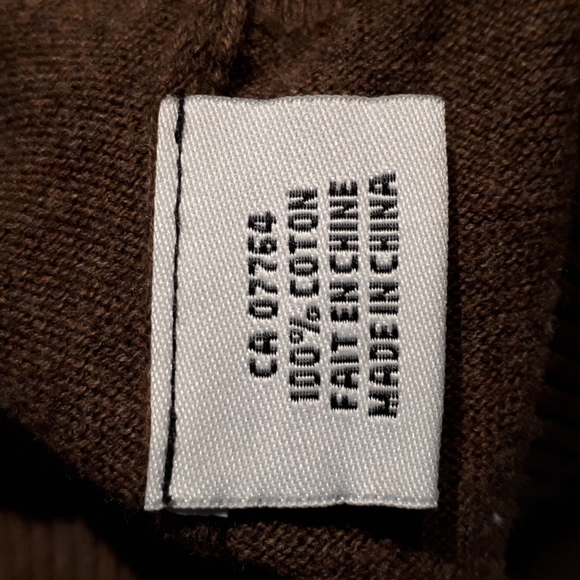 CA 07764
100% COTON
FAIT EN CHINE
MADE IN CHINA